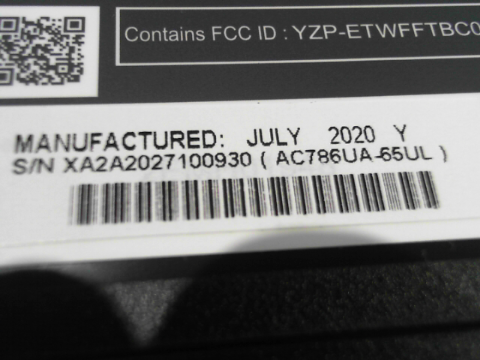 Contains FCC ID : YZP-ETWFFTBC0
MANUFACTURED: JULY 2020 Y
S/N XA2A2027100930 ( AC786UA-65UL )